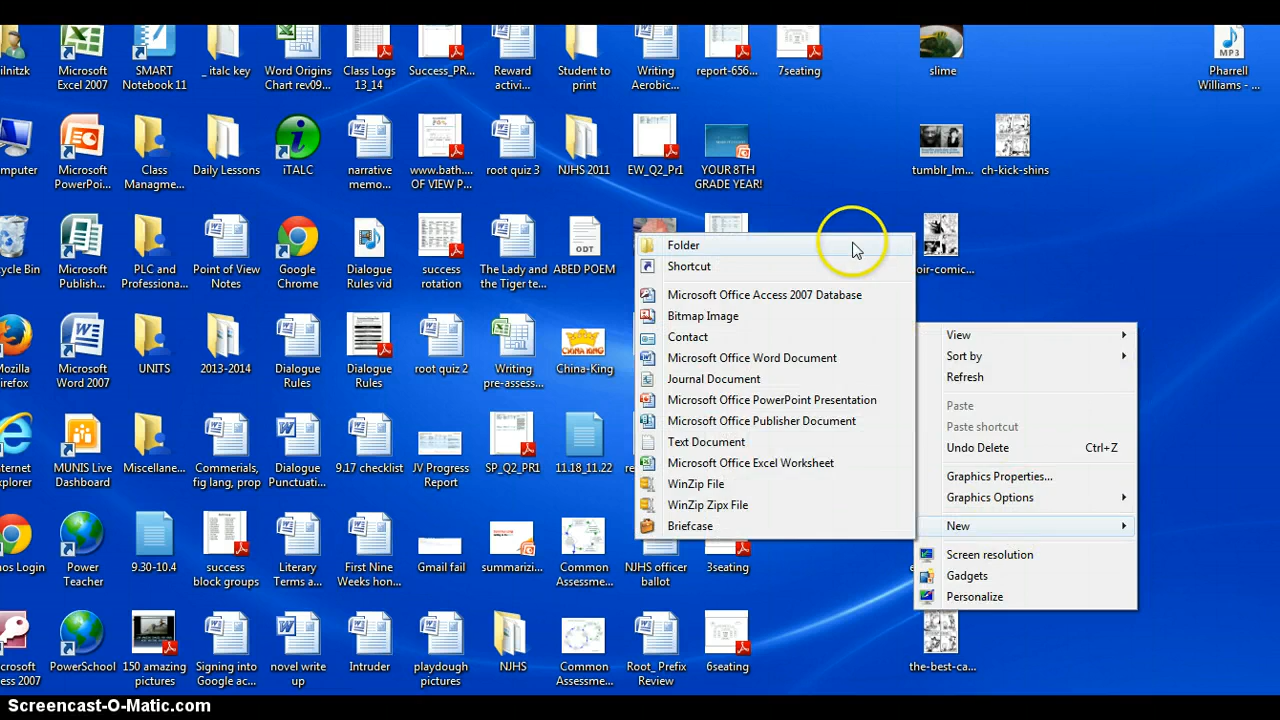 ilnitzk
Microsoft
Excel 2007
SMART
Notebook 11
_ italc key
Word Origins
Chart rev09...
Class Logs
13_14
Success_PR...
Reward
activi...
Student to
print
Writing
Aerobic...
report-656...
7seating
slime
MP3
Pharrell
Williams - ...
mputer
Microsoft
PowerPoi...
Class
Managme...
Daily Lessons
iTALC
narrative
memo...
www.bath....
OF VIEW P...
root quiz 3
NJHS 2011
EW_Q2_Pr1
YOUR 8TH
GRADE YEAR!
tumblr_lm...
ch-kick-shins
cycle Bin
Microsoft
Publish...
PLC and
Professiona...
Point of View
Notes
Google
Chrome
Dialogue
Rules vid
success
rotation
The Lady and
the Tiger te...
ODT
ABED POEM
oir-comic...
Folder
Shortcut
Microsoft Office Access 2007 Database
Bitmap Image
Contact
Microsoft Office Word Document
Journal Document
Microsoft Office PowerPoint Presentation
Microsoft Office Publisher Document
Text Document
Microsoft Office Excel Worksheet
WinZip File
WinZip Zipx File
Briefcase
View
Sort by
Refresh
Paste
Paste shortcut
Undo Delete Ctrl+Z
Graphics Properties...
Graphics Options
New
Screen resolution
Gadgets
Personalize
Mozilla
irefox
Microsoft
Word 2007
UNITS
2013-2014
Dialogue
Rules
Dialogue
Rules
root quiz 2
Writing
pre-assess...
CHINA KING
China-King
nternet
xplorer
MUNIS Live
Dashboard
Miscellane...
Commerials,
fig lang, prop
Dialogue
Punctuati...
9.17 checklist
JV Progress
Report
SP_Q2_PR1
11.18_11.22
nos Login
Power
Teacher
9.30-10.4
success
block groups
Literary
Terms a...
First Nine
Weeks hon...
Gmail fail
summarizi...
Common
Assessme...
NJHS officer
ballot
3seating
crosoft
ess 2007
PowerSchool
150 amazing
pictures
Signing into
Google ac...
novel write
up
Intruder
playdough
pictures
NJHS
Common
Assessme...
Root_ Prefix
Review
6seating
the-best-ca...
Screencast-O-Matic.com